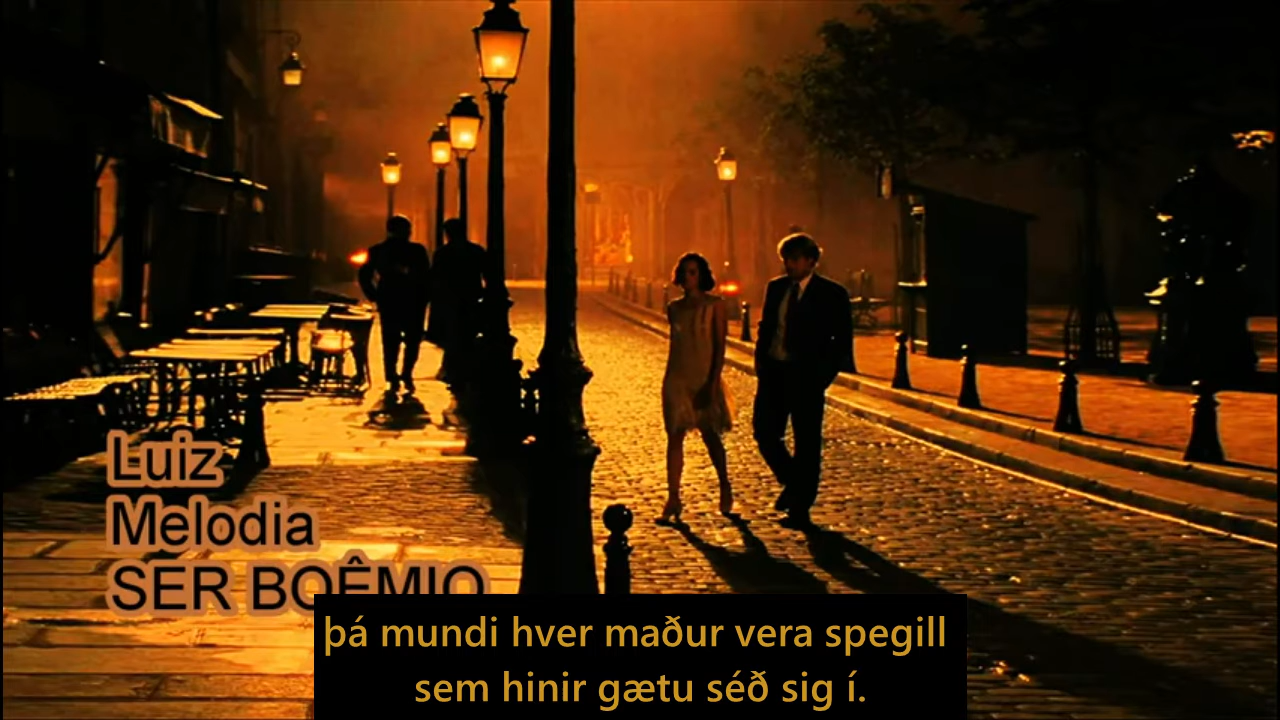 Luiz
Melodia
SER BOÊMIO
þá mundi hver maður vera spegill
sem hinir gætu séð sig í.